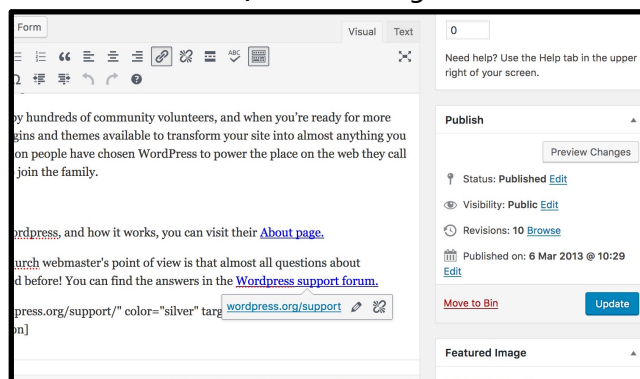 Form
Visual Text
ABC
by hundreds of community volunteers, and when you're ready for more
gins and themes available to transform your site into almost anything you
on people have chosen WordPress to power the place on the web they call
join the family.
ordpress, and how it works, you can visit their About page.
urch webmaster's point of view is that almost all questions about
d before! You can find the answers in the Wordpress support forum.
press.org/support/" color="silver" targ
wordpress.org/support
on]
0
Need help? Use the Help tab in the upper
right of your screen.
Publish
Preview Changes
Status: Published Edit
Visibility: Public Edit
Revisions: 10 Browse
Published on: 6 Mar 2013 @ 10:29
Edit
Move to Bin
Update
Featured Image